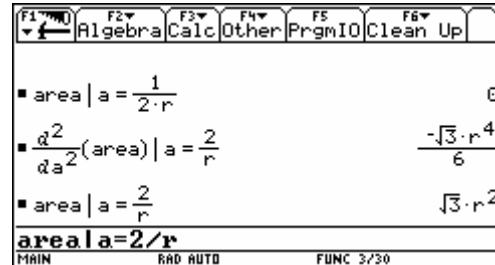 F1 F2 Algebra F3 Calc F4 Other F5 PrgmIO F6 Clean Up
▪ area | a = 1/(2·r) 0
▪ d²/da²(area) | a = 2/r -√3·r⁴/6
▪ area | a = 2/r √3·r²
area|a=2/r
MAIN RAD AUTO FUNC 3/30